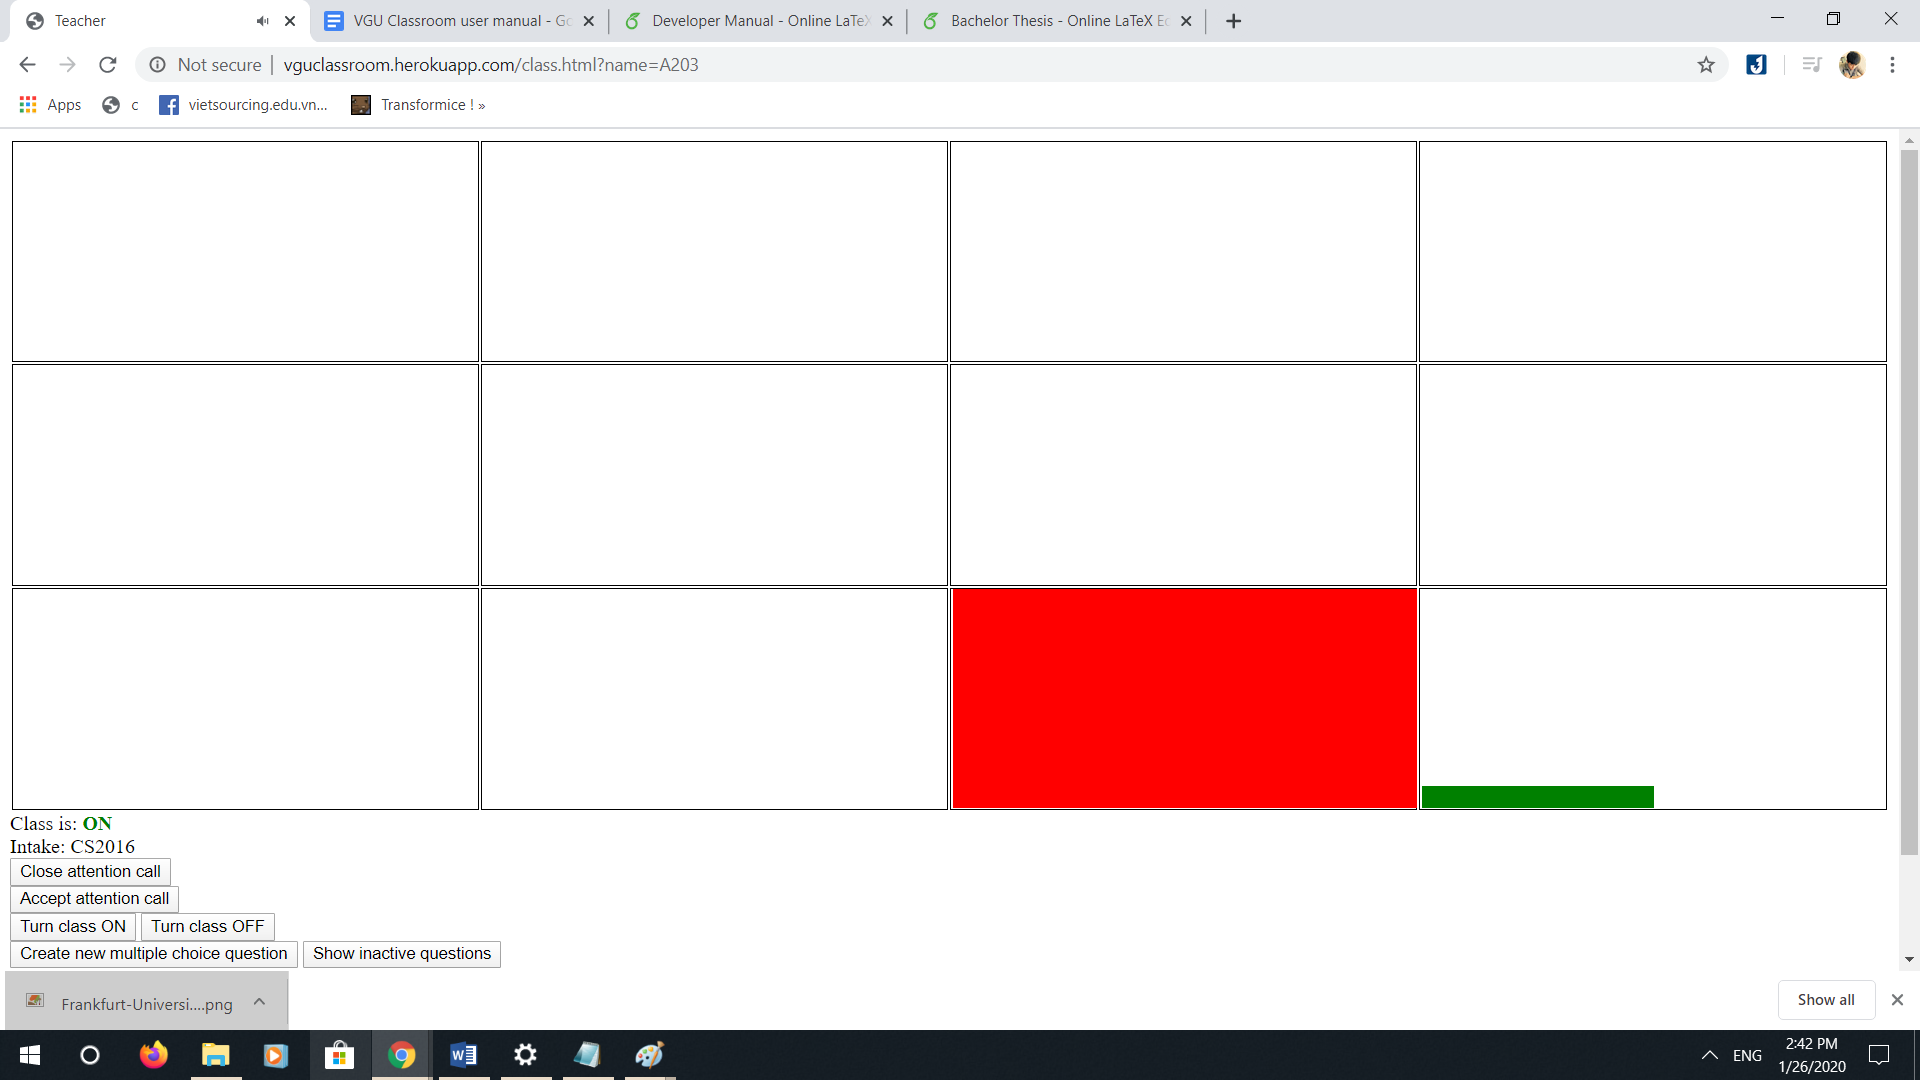 Teacher
VGU Classroom user manual - Go
Developer Manual - Online LaTeX
Bachelor Thesis - Online LaTeX Ed
Not secure | vguclassroom.herokuapp.com/class.html?name=A203
Apps
c
vietsourcing.edu.vn...
Transformice ! »
Class is: ON
Intake: CS2016
Close attention call
Accept attention call
Turn class ON
Turn class OFF
Create new multiple choice question
Show inactive questions
Frankfurt-Universi....png
Show all
ENG
2:42 PM
1/26/2020